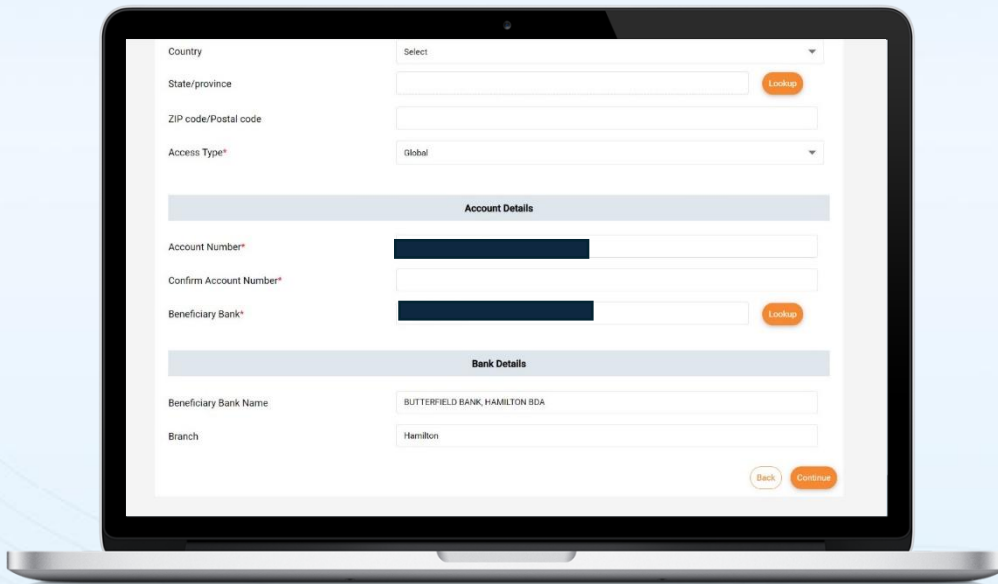 Country Select
State/province Lookup
ZIP code/Postal code
Access Type* Global
Account Details
Account Number*
Confirm Account Number*
Beneficiary Bank* Lookup
Bank Details
Beneficiary Bank Name BUTTERFIELD BANK, HAMILTON BDA
Branch Hamilton
Back Continue